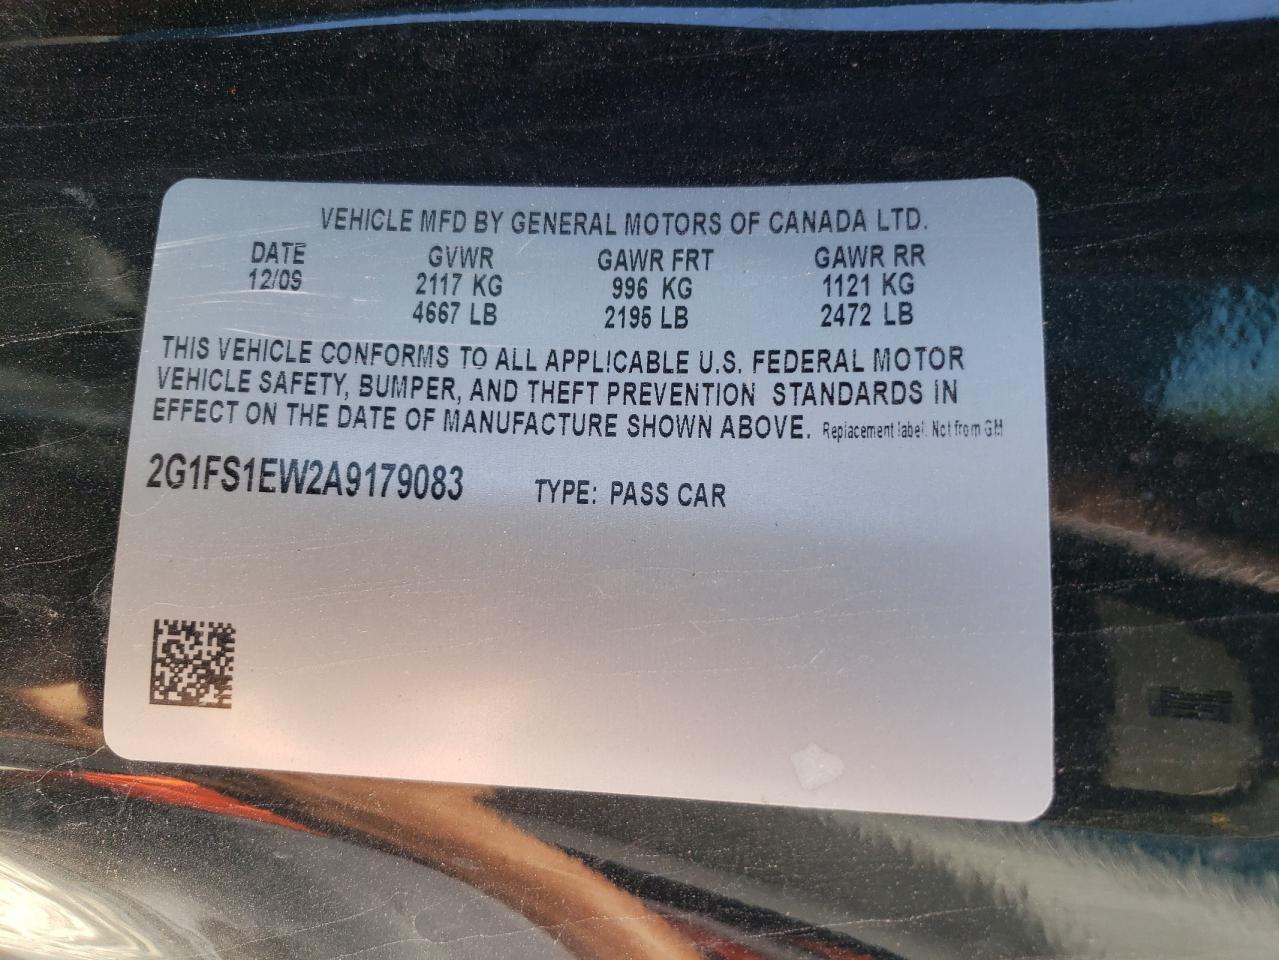 VEHICLE MFD BY GENERAL MOTORS OF CANADA LTD.
DATE GVWR GAWR FRT GAWR RR
12/09 2117 KG 996 KG 1121 KG
4667 LB 2195 LB 2472 LB
THIS VEHICLE CONFORMS TO ALL APPLICABLE U.S. FEDERAL MOTOR
VEHICLE SAFETY, BUMPER, AND THEFT PREVENTION STANDARDS IN
EFFECT ON THE DATE OF MANUFACTURE SHOWN ABOVE. Replacement label. Not from GM
2G1FS1EW2A9179083 TYPE: PASS CAR